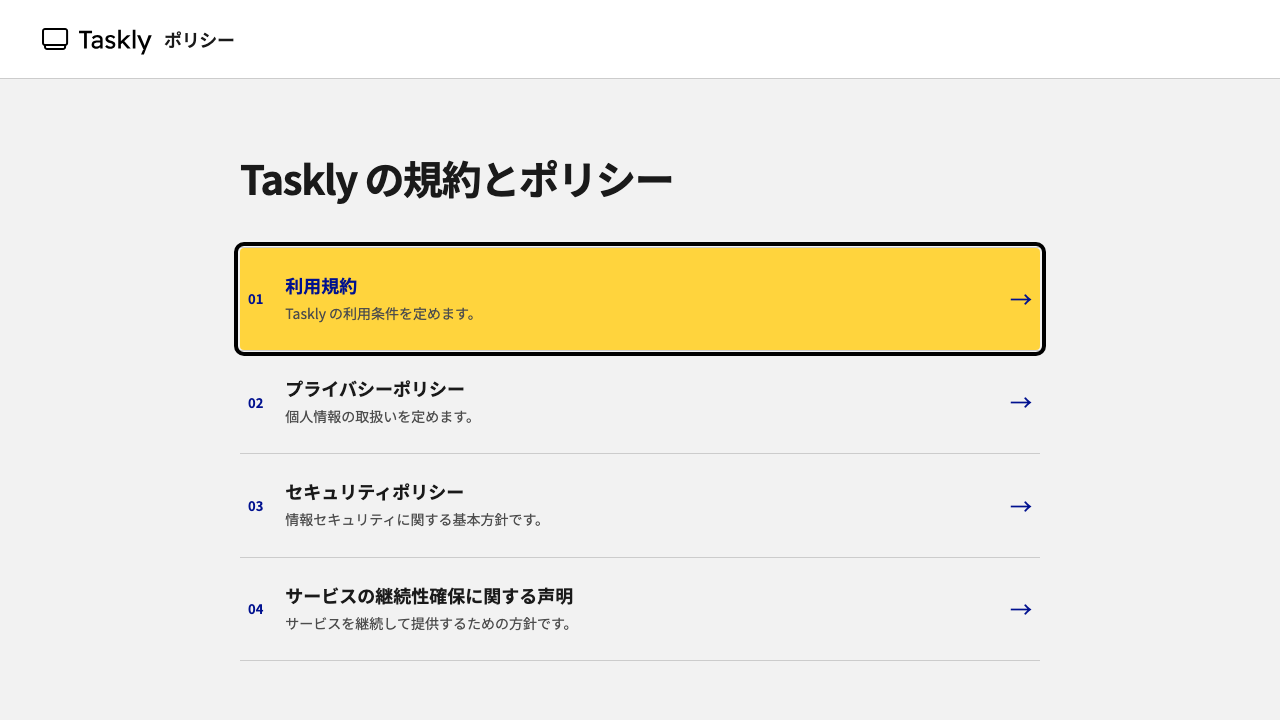 Taskly ポリシー
Taskly の規約とポリシー
01
利用規約
Taskly の利用条件を定めます。
→
02
プライバシーポリシー
個人情報の取扱いを定めます。
→
03
セキュリティポリシー
情報セキュリティに関する基本方針です。
→
04
サービスの継続性確保に関する声明
サービスを継続して提供するための方針です。
→